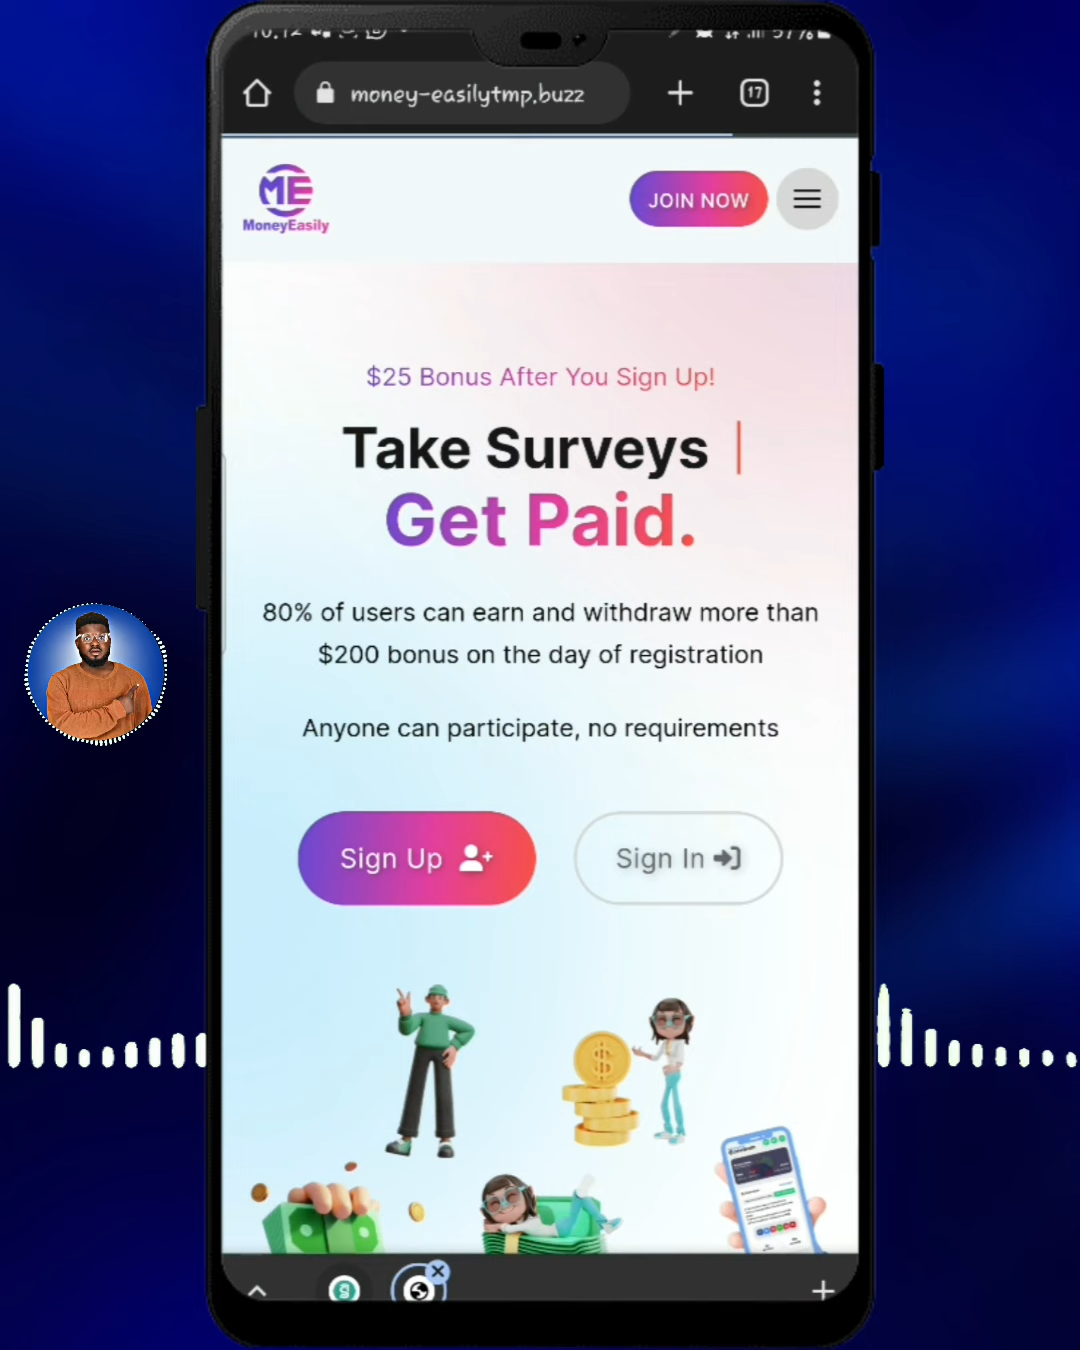 money-easilytmp.buzz
17
ME
MoneyEasily
JOIN NOW
$25 Bonus After You Sign Up!
Take Surveys
Get Paid.
80% of users can earn and withdraw more than
$200 bonus on the day of registration
Anyone can participate, no requirements
Sign Up
Sign In